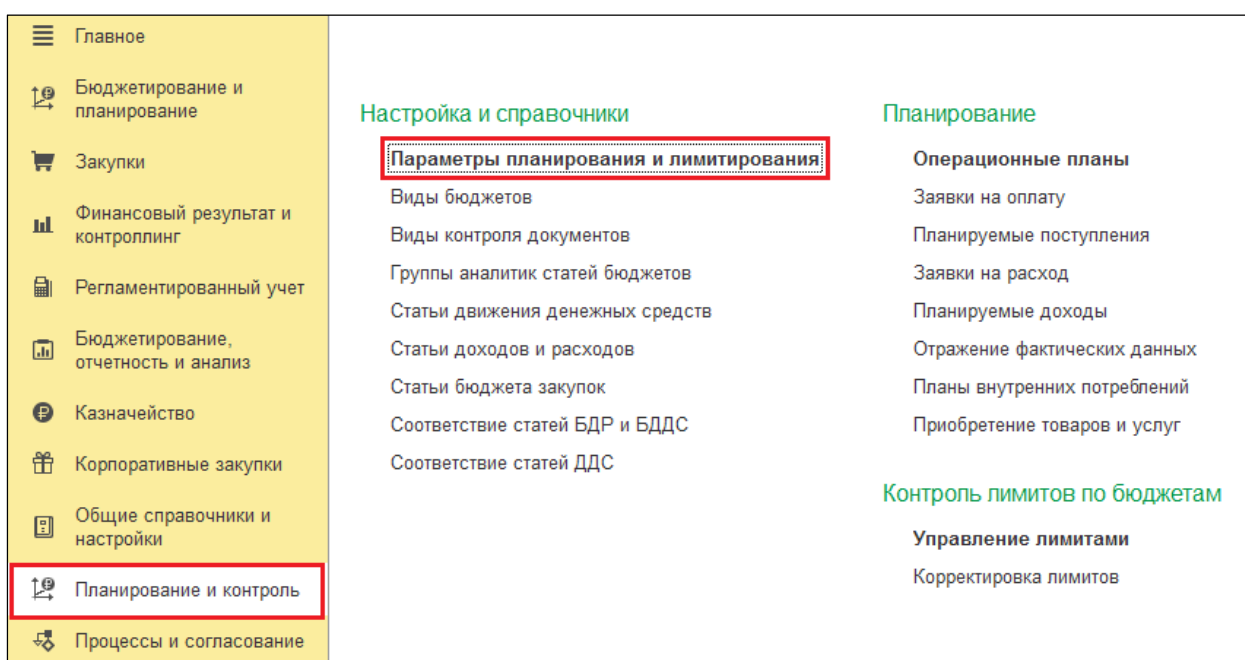 Главное
Бюджетирование и
планирование
Закупки
Финансовый результат и
контроллинг
Регламентированный учет
Бюджетирование,
отчетность и анализ
Казначейство
Корпоративные закупки
Общие справочники и
настройки
Планирование и контроль
Процессы и согласование
Настройка и справочники
Параметры планирования и лимитирования
Виды бюджетов
Виды контроля документов
Группы аналитик статей бюджетов
Статьи движения денежных средств
Статьи доходов и расходов
Статьи бюджета закупок
Соответствие статей БДР и БДДС
Соответствие статей ДДС
Планирование
Операционные планы
Заявки на оплату
Планируемые поступления
Заявки на расход
Планируемые доходы
Отражение фактических данных
Планы внутренних потреблений
Приобретение товаров и услуг
Контроль лимитов по бюджетам
Управление лимитами
Корректировка лимитов